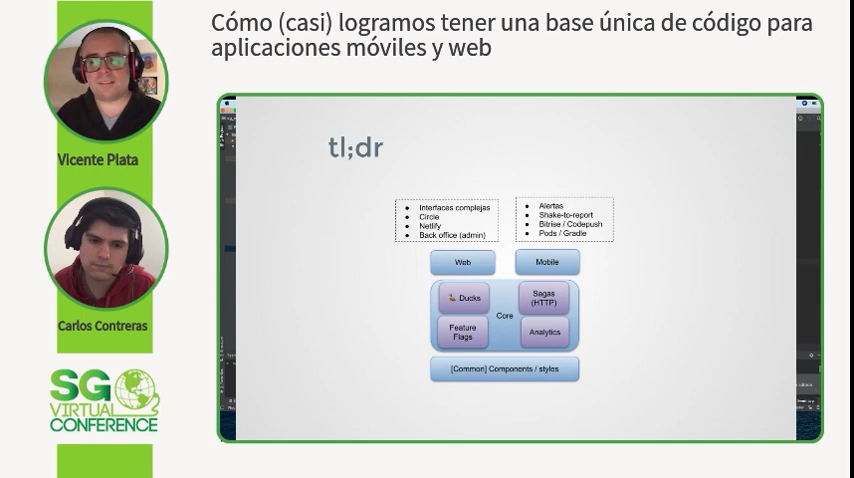 Cómo (casi) logramos tener una base única de código para
aplicaciones móviles y web
Vicente Plata
Carlos Contreras
SG
VIRTUAL
CONFERENCE
tl;dr
Interfaces complejas
Circle
Netlify
Back office (admin)
Alertas
Shake-to-report
Bitrise / Codepush
Pods / Gradle
Web
Mobile
Ducks
Sagas
(HTTP)
Core
Feature
Flags
Analytics
[Common] Components / styles